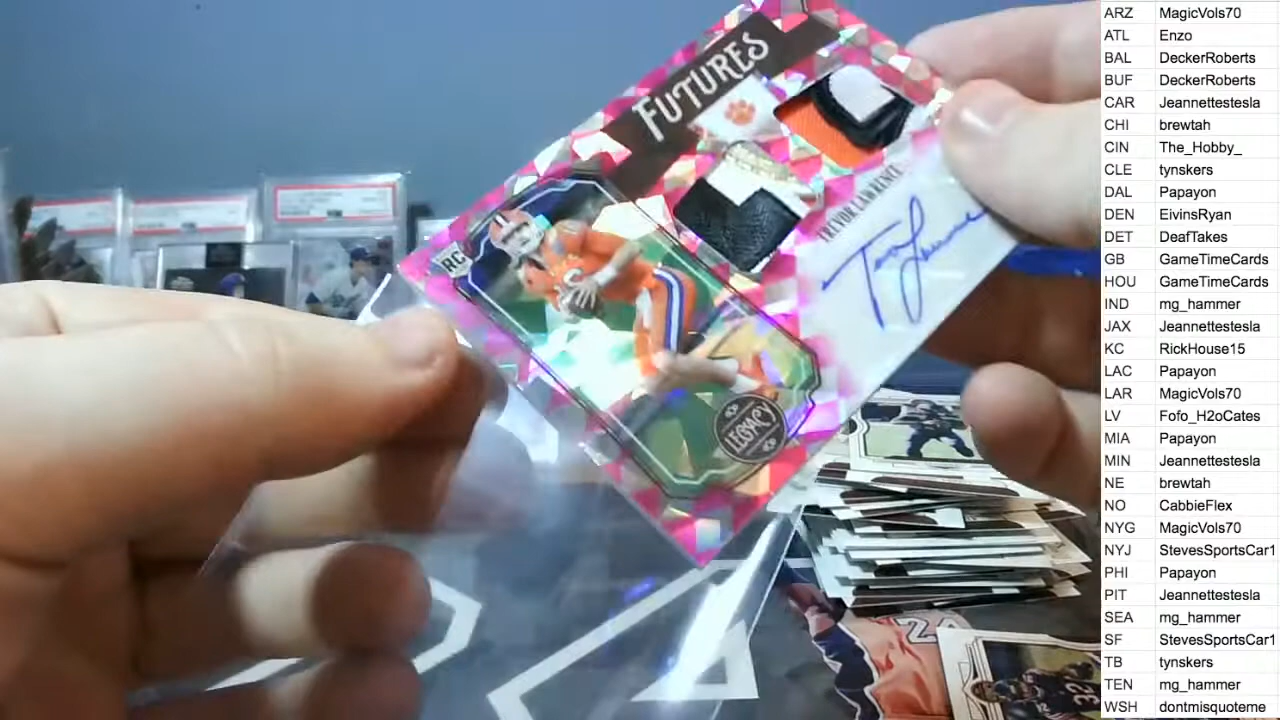 FUTURES
RC
TREVOR LAWRENCE
LEGACY
32
ARZ MagicVols70
ATL Enzo
BAL DeckerRoberts
BUF DeckerRoberts
CAR Jeannettestesla
CHI brewtah
CIN The_Hobby_
CLE tynskers
DAL Papayon
DEN EivinsRyan
DET DeafTakes
GB GameTimeCards
HOU GameTimeCards
IND mg_hammer
JAX Jeannettestesla
KC RickHouse15
LAC Papayon
LAR MagicVols70
LV Fofo_H2oCates
MIA Papayon
MIN Jeannettestesla
NE brewtah
NO CabbieFlex
NYG MagicVols70
NYJ StevesSportsCar1
PHI Papayon
PIT Jeannettestesla
SEA mg_hammer
SF StevesSportsCar1
TB tynskers
TEN mg_hammer
WSH dontmisquoteme